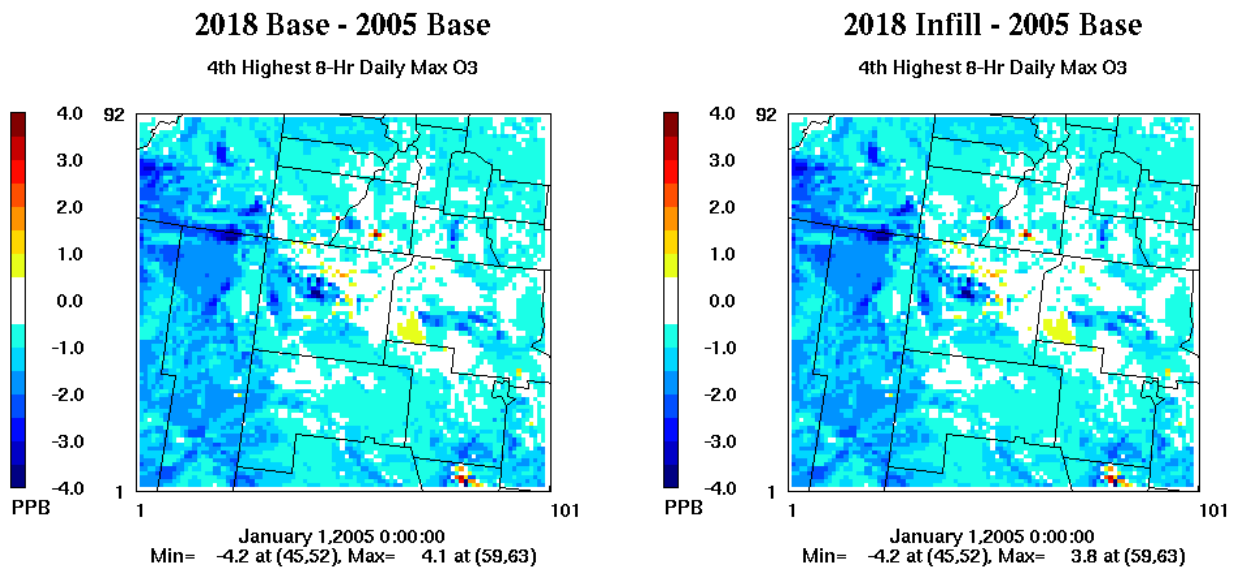 2018 Base - 2005 Base
4th Highest 8-Hr Daily Max O3
4.0
3.0
2.0
1.0
0.0
-1.0
-2.0
-3.0
-4.0
PPB
92
1
1
101
January 1,2005 0:00:00
Min= -4.2 at (45,52), Max= 4.1 at (59,63)
2018 Infill - 2005 Base
4th Highest 8-Hr Daily Max O3
4.0
3.0
2.0
1.0
0.0
-1.0
-2.0
-3.0
-4.0
PPB
92
1
1
101
January 1,2005 0:00:00
Min= -4.2 at (45,52), Max= 3.8 at (59,63)